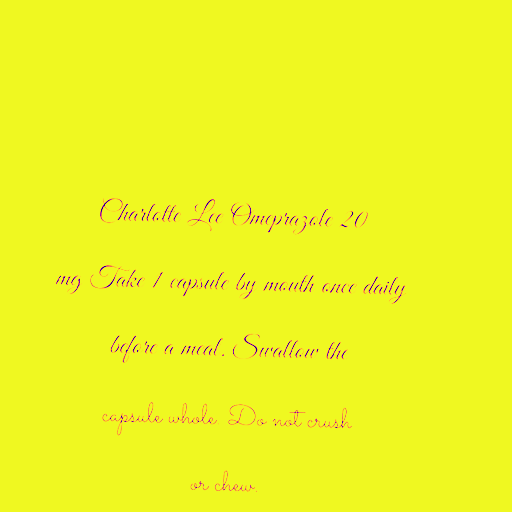 Charlotte Lee Omeprazole 20
mg Take 1 capsule by mouth once daily
before a meal. Swallow the
capsule whole. Do not crush
or chew.